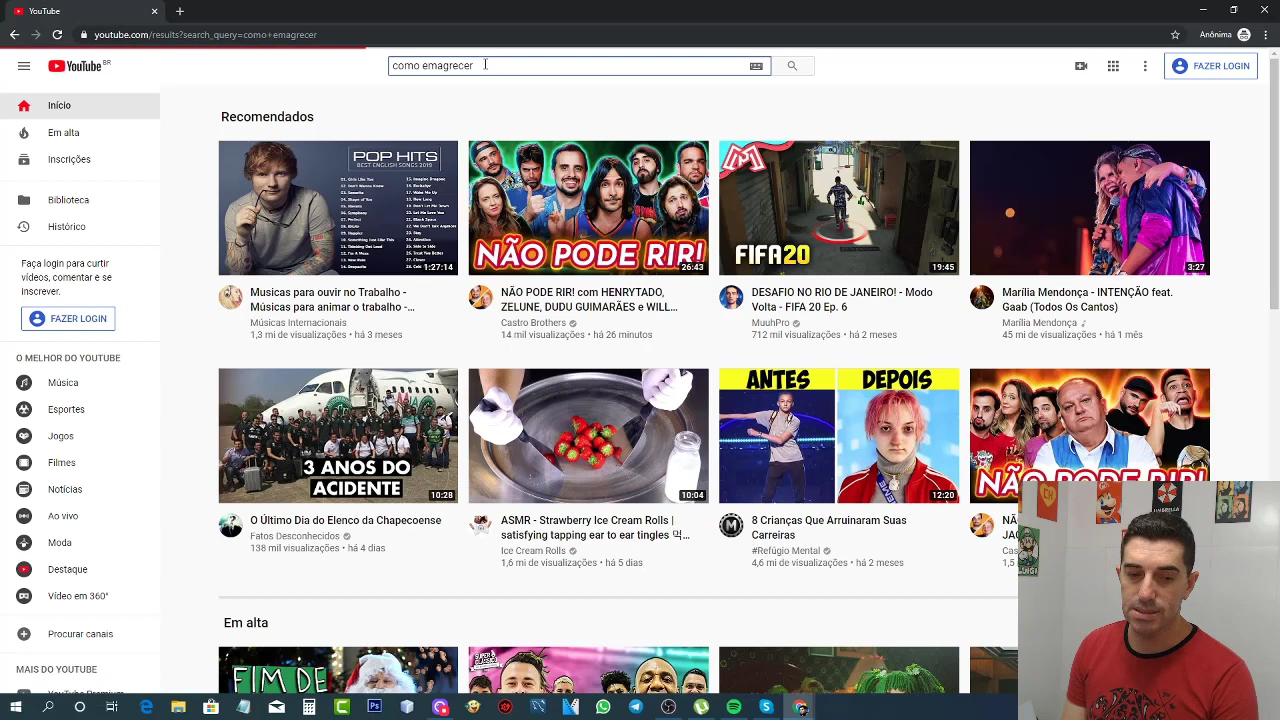 YouTube
youtube.com/results?search_query=como+emagrecer
Anônima
YouTube BR
como emagrecer
FAZER LOGIN
Início
Em alta
Inscrições
Biblioteca
Histórico
Faça login para curtir
vídeos, comentar e se
inscrever.
FAZER LOGIN
O MELHOR DO YOUTUBE
Música
Esportes
Jogos
Filmes
Notícias
Ao vivo
Moda
Destaque
Vídeo em 360°
Procurar canais
MAIS DO YOUTUBE
YouTube Premium
Recomendados
POP HITS
BEST ENGLISH SONGS 2019
1:27:14
Musicas para ouvir no Trabalho -
Músicas para animar o trabalho -...
Músicas Internacionais
1,3 mi de visualizações • há 3 meses
NÃO PODE RIR!
26:43
NÃO PODE RIR! com HENRYTADO,
ZELUNE, DUDU GUIMARÃES e WILL...
Castro Brothers
14 mil visualizações • há 26 minutos
FIFA 20
19:45
DESAFIO NO RIO DE JANEIRO! - Modo
Volta - FIFA 20 Ep. 6
MuuhPro
712 mil visualizações • há 2 meses
3:27
Marília Mendonça - INTENÇÃO feat.
Gaab (Todos Os Cantos)
Marília Mendonça
45 mi de visualizações • há 1 mês
3 ANOS DO
ACIDENTE
10:28
O Último Dia do Elenco da Chapecoense
Fatos Desconhecidos
138 mil visualizações • há 4 dias
10:04
ASMR - Strawberry Ice Cream Rolls |
satisfying tapping ear to ear tingles 먹...
Ice Cream Rolls
1,6 mi de visualizações • há 5 dias
ANTES
DEPOIS
12:20
8 Crianças Que Arruinaram Suas
Carreiras
#Refúgio Mental
4,6 mi de visualizações • há 2 meses
NÃO PODE RIR!
Em alta
FIM DE